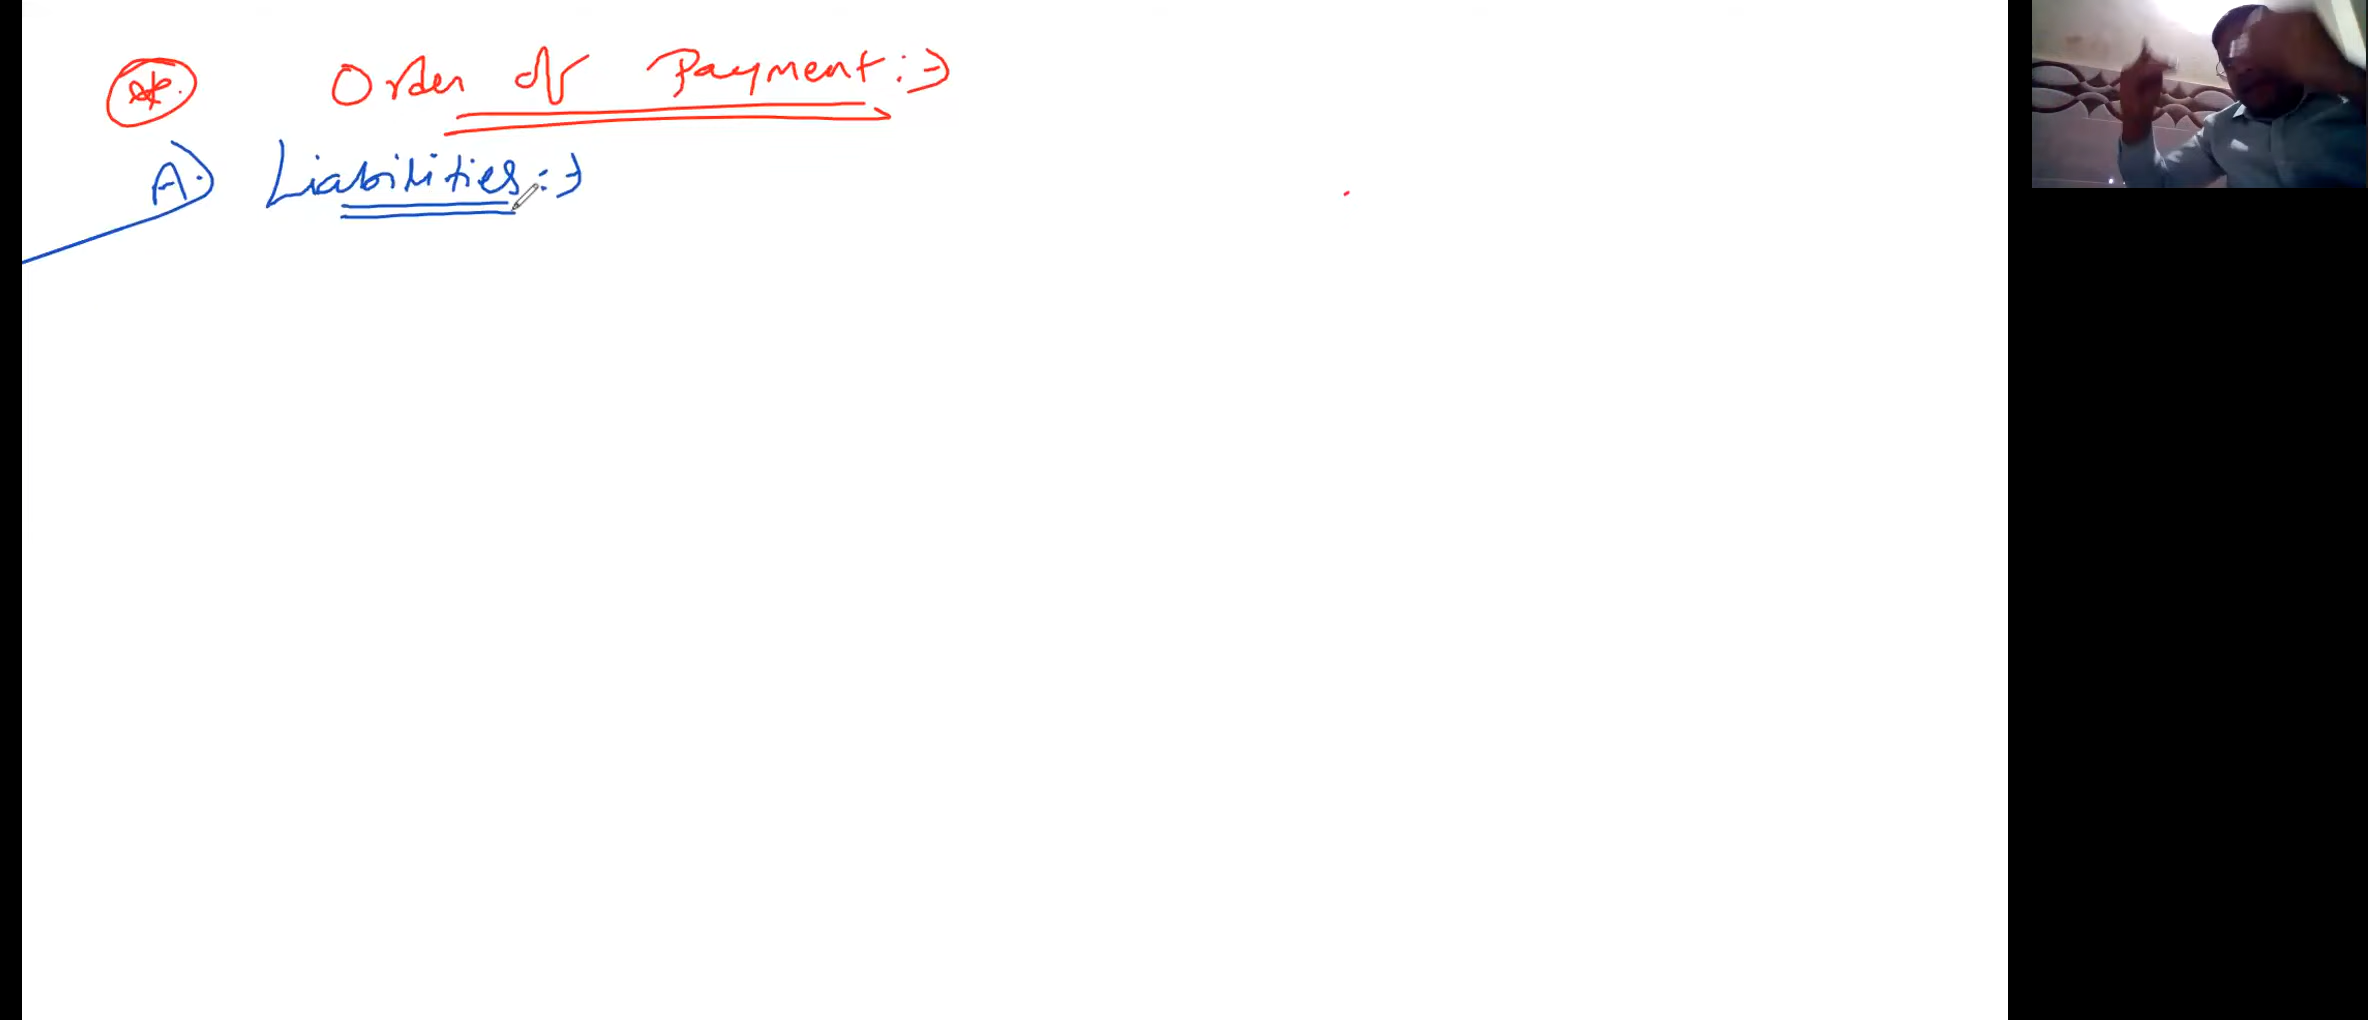 * Order of Payment :-)
A.) Liabilities :-)